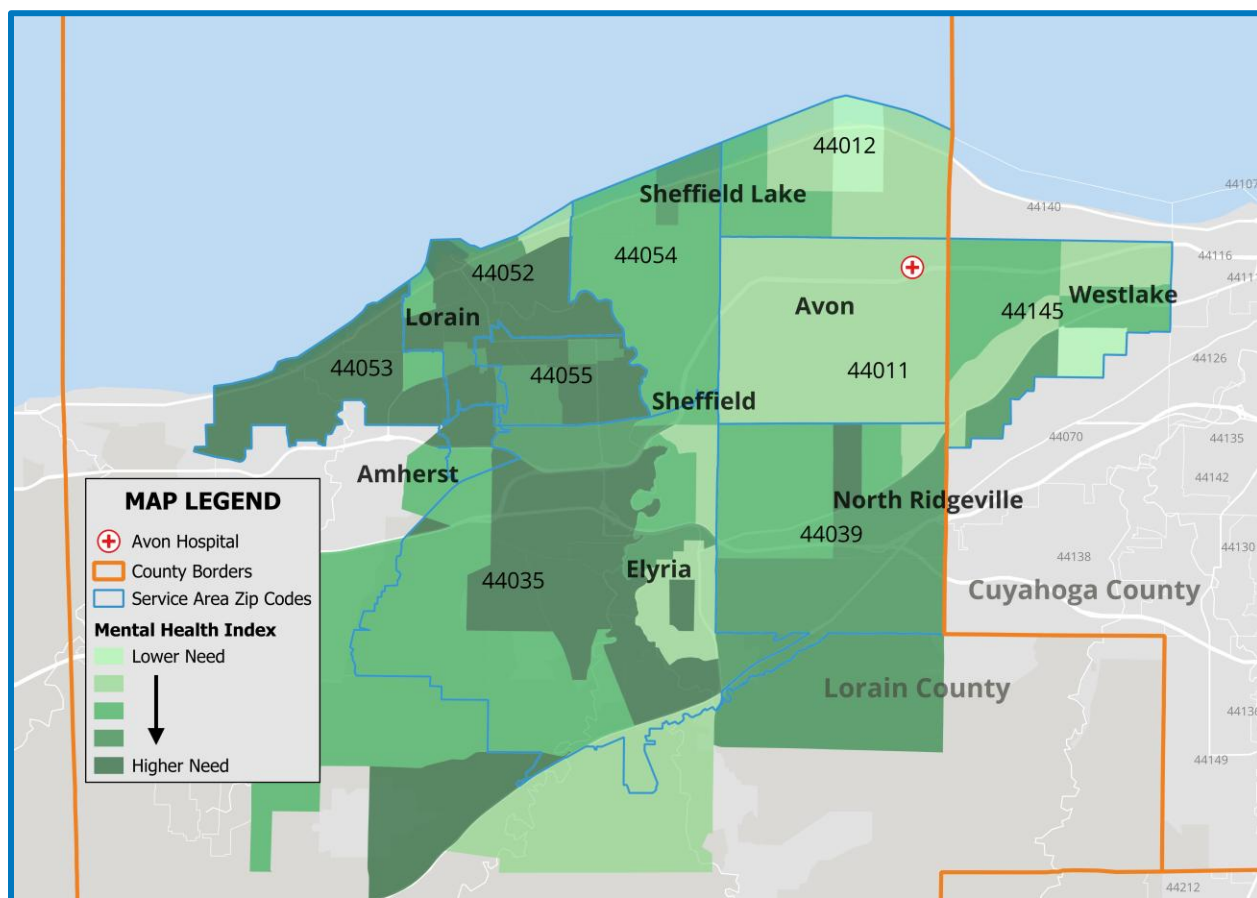 44012
44107
Sheffield Lake
44140
44054
44116
44052
Avon
Westlake
44145
Lorain
44126
44053
44055
44011
Sheffield
44070
44135
Amherst
44142
North Ridgeville
MAP LEGEND
Avon Hospital
County Borders
Service Area Zip Codes
Mental Health Index
Lower Need
Higher Need
44039
44130
44138
Elyria
44035
Cuyahoga County
Lorain County
44136
44149
44212